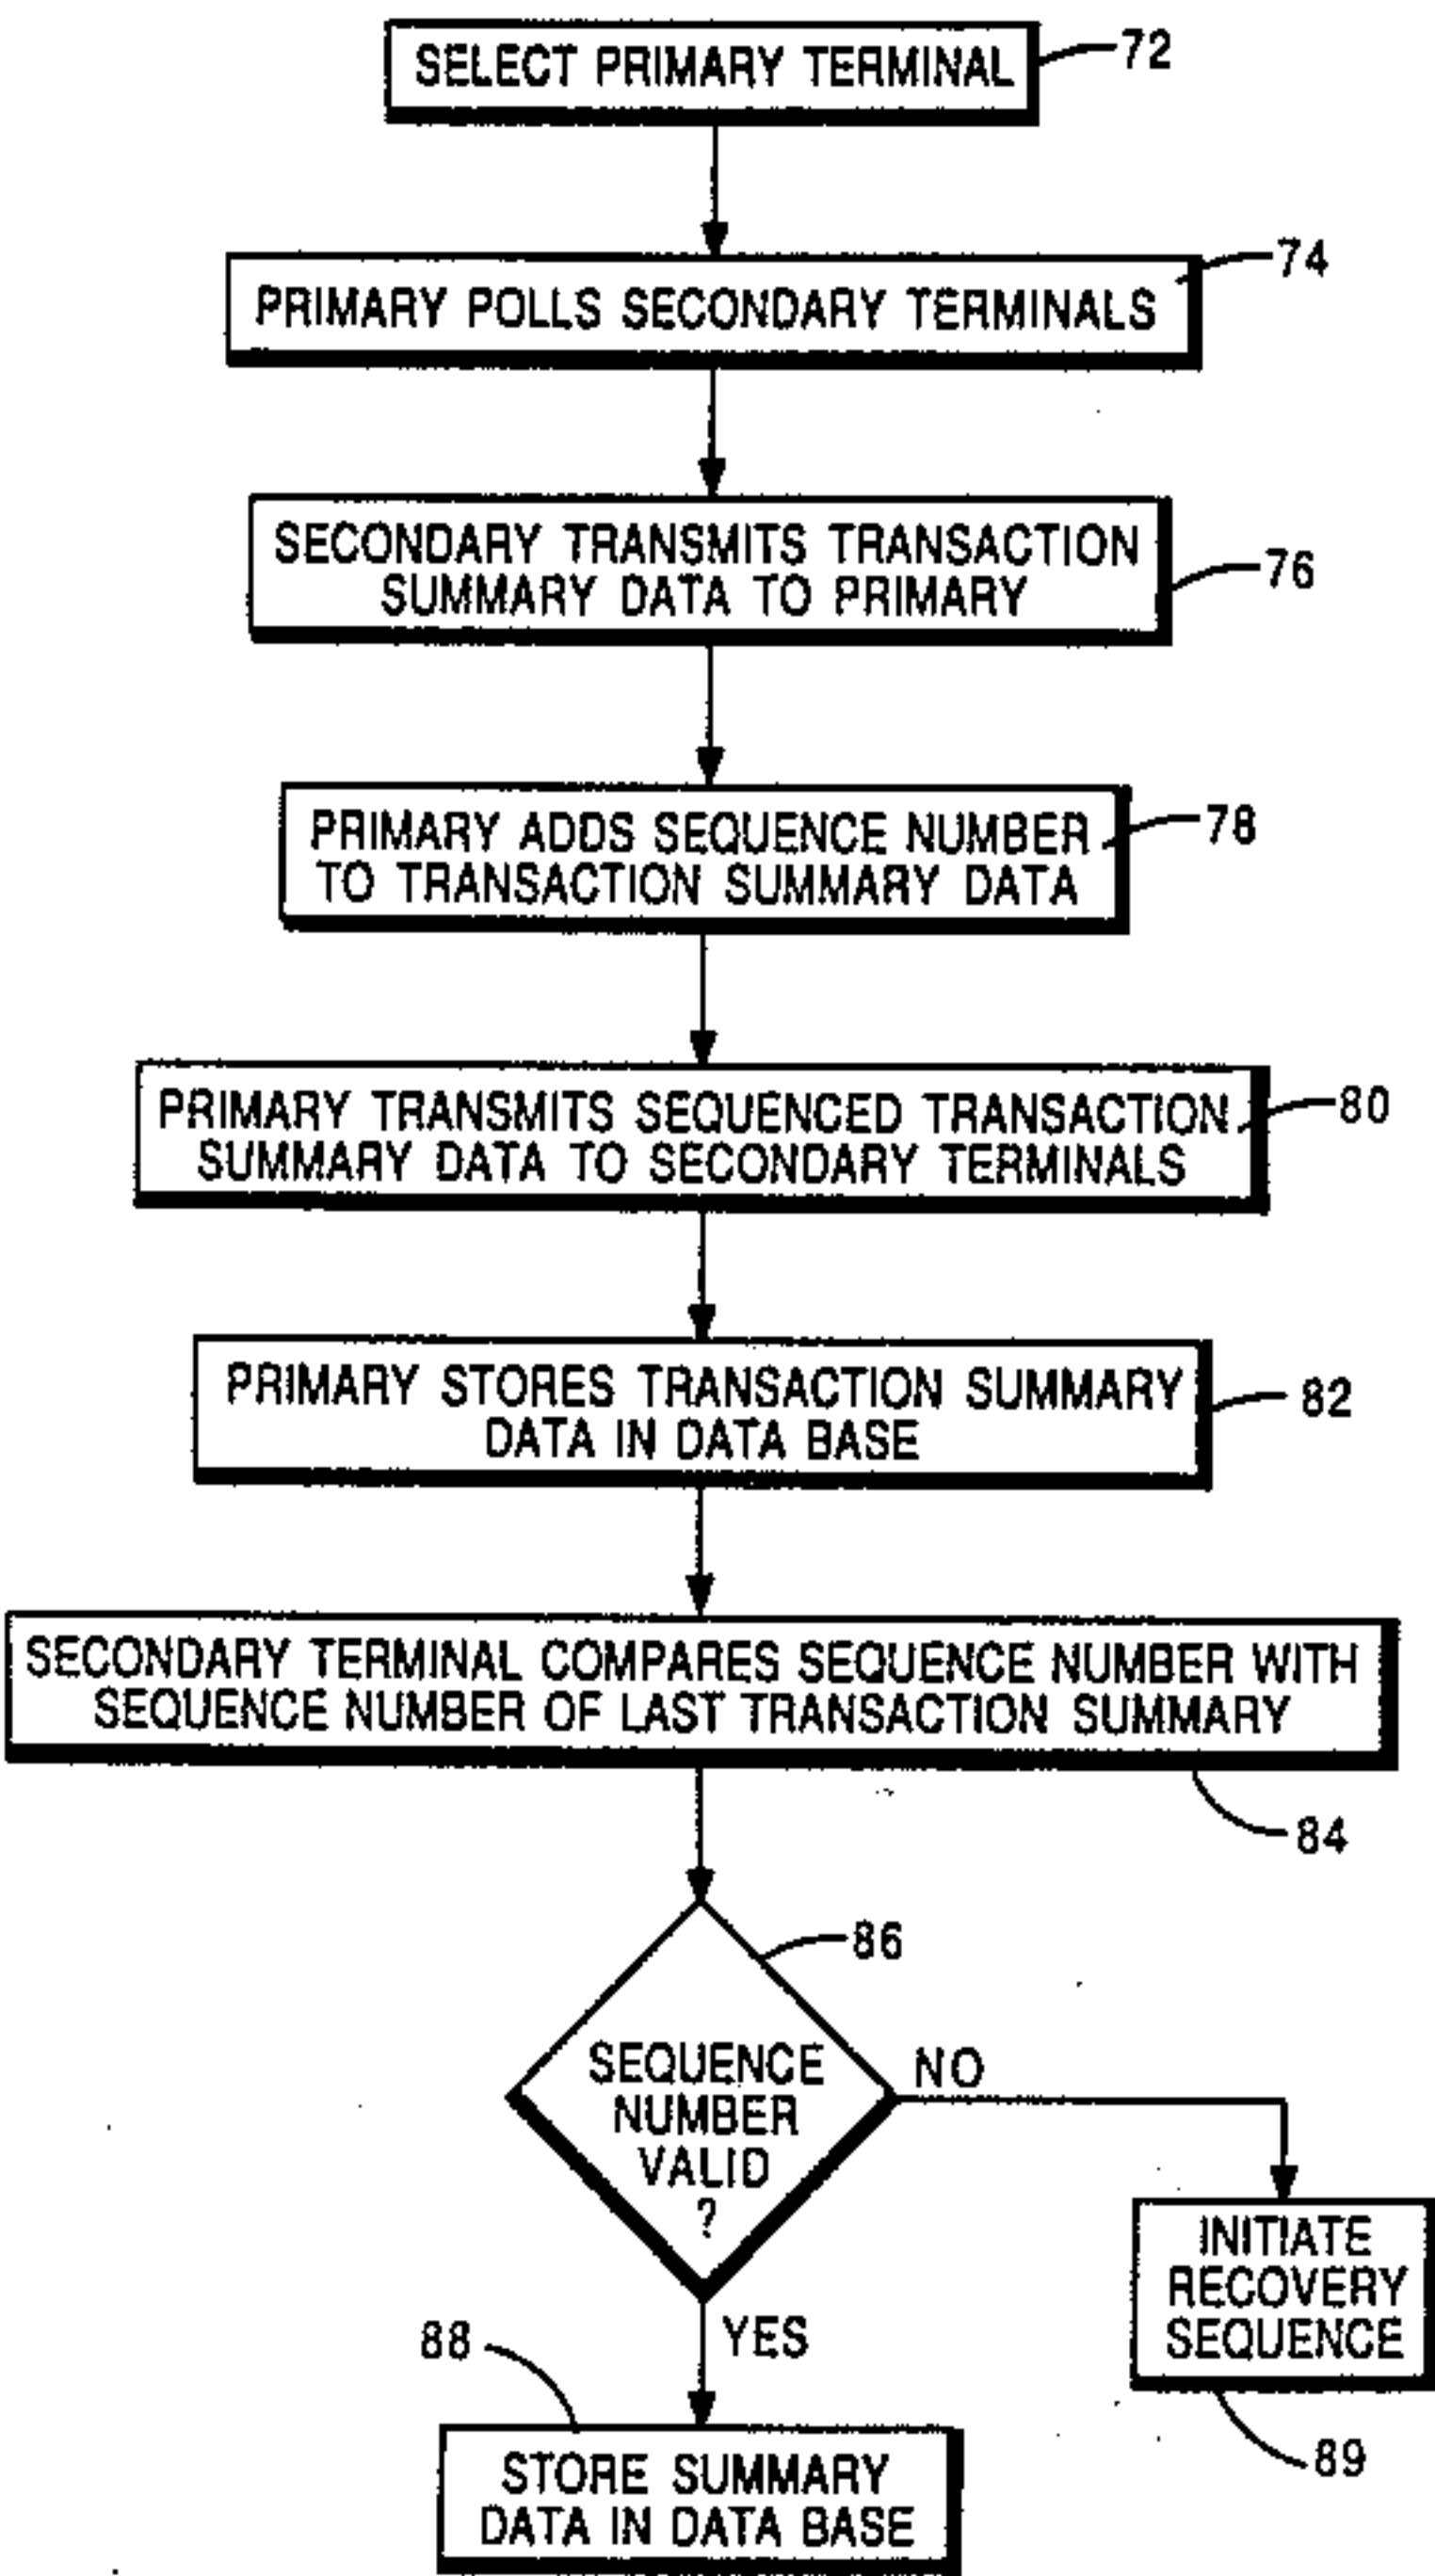 SELECT PRIMARY TERMINAL
72
PRIMARY POLLS SECONDARY TERMINALS
74
SECONDARY TRANSMITS TRANSACTION
SUMMARY DATA TO PRIMARY
76
PRIMARY ADDS SEQUENCE NUMBER
TO TRANSACTION SUMMARY DATA
78
PRIMARY TRANSMITS SEQUENCED TRANSACTION
SUMMARY DATA TO SECONDARY TERMINALS
80
PRIMARY STORES TRANSACTION SUMMARY
DATA IN DATA BASE
82
SECONDARY TERMINAL COMPARES SEQUENCE NUMBER WITH
SEQUENCE NUMBER OF LAST TRANSACTION SUMMARY
84
86
SEQUENCE
NUMBER
VALID
?
NO
INITIATE
RECOVERY
SEQUENCE
89
YES
88
STORE SUMMARY
DATA IN DATA BASE